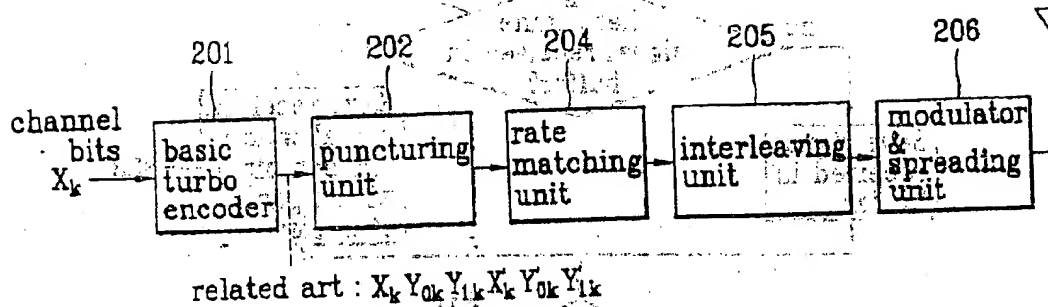 201
202
204
205
206
channel
bits
Xk
basic
turbo
encoder
puncturing
unit
rate
matching
unit
interleaving
unit
modulator
&
spreading
unit
related art : Xk Y0k Y1k X'k Y'0k Y'1k